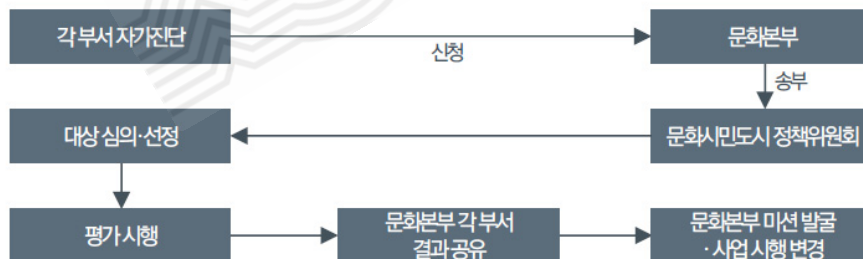 각 부서 자가진단
신청
문화본부
송부
문화시민도시 정책위원회
대상 심의·선정
평가 시행
문화본부 각 부서
결과 공유
문화본부 미션 발굴
· 사업 시행 변경